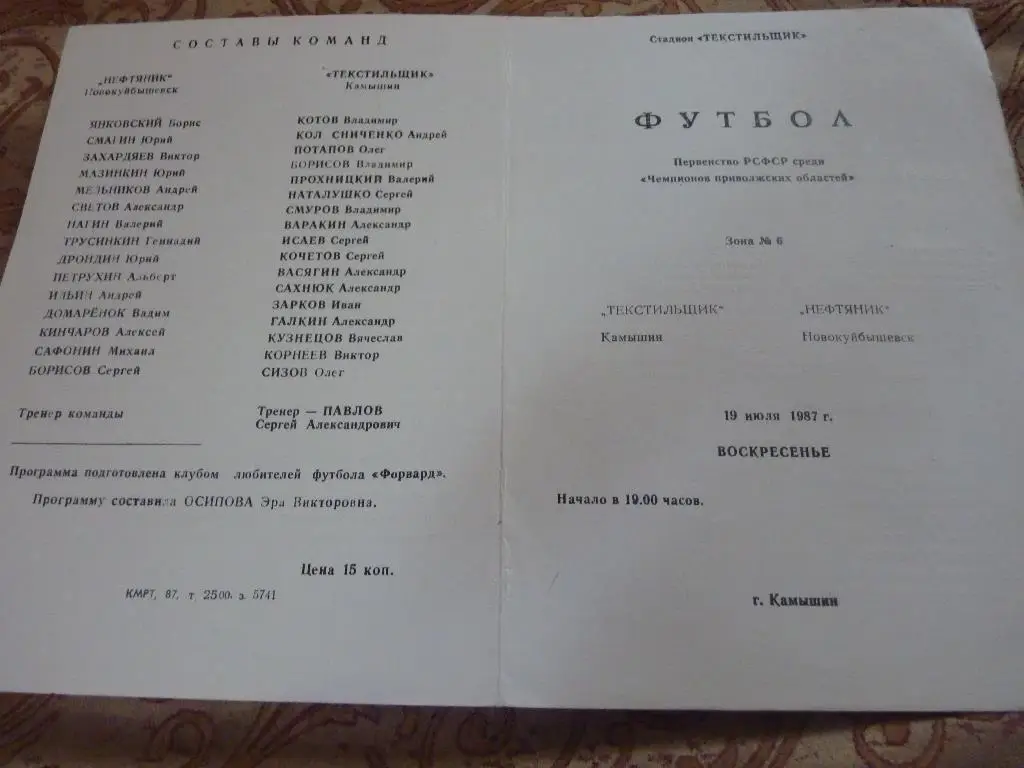 СОСТАВЫ КОМАНД
„НЕФТЯНИК“
Новокуйбышевск
ЯНКОВСКИЙ Борис
СМАГИН Юрий
ЗАХАРДЯЕВ Виктор
МАЗИНКИН Юрий
МЕЛЬНИКОВ Андрей
СВЕТОВ Александр
НАГИН Валерий
ТРУСИНКИН Геннадий
ДРОНДИН Юрий
ПЕТРУХИН Альберт
ИЛЬИН Андрей
ДОМАРЁНОК Вадим
КИНЧАРОВ Алексей
САФОНИН Михаил
БОРИСОВ Сергей
Тренер команды
«ТЕКСТИЛЬЩИК»
Камышин
КОТОВ Владимир
КОЛ СНИЧЕНКО Андрей
ПОТАПОВ Олег
БОРИСОВ Владимир
ПРОХНИЦКИЙ Валерий
НАТАЛУШКО Сергей
СМУРОВ Владимир
ВАРАКИН Александр
ИСАЕВ Сергей
КОЧЕТОВ Сергей
ВАСЯГИН Александр
САХНЮК Александр
ЗАРКОВ Иван
ГАЛКИН Александр
КУЗНЕЦОВ Вячеслав
КОРНЕЕВ Виктор
СИЗОВ Олег
Тренер — ПАВЛОВ
Сергей Александрович
Программа подготовлена клубом любителей футбола «Форвард».
Программу составила ОСИПОВА Эра Викторовна.
Цена 15 коп.
КМРТ, 87, т. 2500. з. 5741
Стадион «ТЕКСТИЛЬЩИК»
ФУТБОЛ
Первенство РСФСР среди
«Чемпионов приволжских областей»
Зона № 6
„ТЕКСТИЛЬЩИК“
Камышин
„НЕФТЯНИК“
Новокуйбышевск
19 июля 1987 г.
ВОСКРЕСЕНЬЕ
Начало в 19.00 часов.
г. Камышин